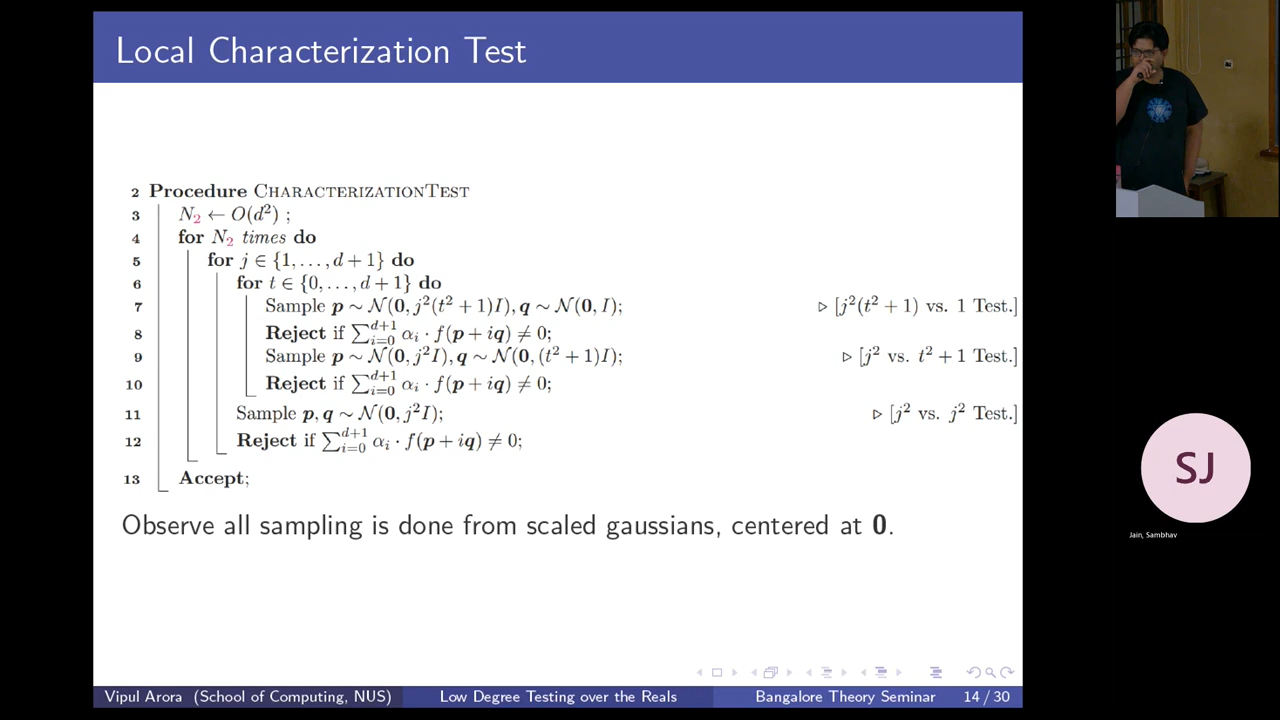 Local Characterization Test
2 Procedure CHARACTERIZATIONTEST
3 N₂ ← O(d²) ;
4 for N₂ times do
5 for j ∈ {1, . . . , d + 1} do
6 for t ∈ {0, . . . , d + 1} do
7 Sample p ∼ N(0, j²(t² + 1)I), q ∼ N(0, I); ▷ [j²(t² + 1) vs. 1 Test.]
8 Reject if ∑ᵢ₌₀ᵈ⁺¹ αᵢ · f(p + iq) ≠ 0;
9 Sample p ∼ N(0, j²I), q ∼ N(0, (t² + 1)I); ▷ [j² vs. t² + 1 Test.]
10 Reject if ∑ᵢ₌₀ᵈ⁺¹ αᵢ · f(p + iq) ≠ 0;
11 Sample p, q ∼ N(0, j²I); ▷ [j² vs. j² Test.]
12 Reject if ∑ᵢ₌₀ᵈ⁺¹ αᵢ · f(p + iq) ≠ 0;
13 Accept;
Observe all sampling is done from scaled gaussians, centered at 0.
Vipul Arora (School of Computing, NUS) Low Degree Testing over the Reals Bangalore Theory Seminar 14 / 30
SJ
Jain, Sambhav